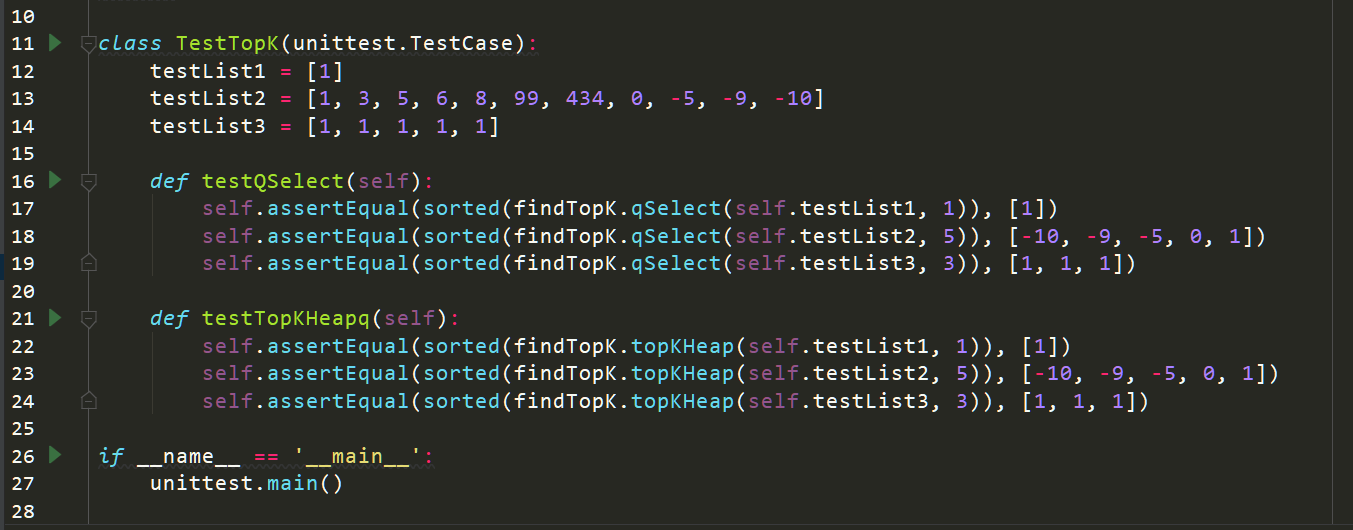 10
11 class TestTopK(unittest.TestCase):
12     testList1 = [1]
13     testList2 = [1, 3, 5, 6, 8, 99, 434, 0, -5, -9, -10]
14     testList3 = [1, 1, 1, 1, 1]
15
16     def testQSelect(self):
17         self.assertEqual(sorted(findTopK.qSelect(self.testList1, 1)), [1])
18         self.assertEqual(sorted(findTopK.qSelect(self.testList2, 5)), [-10, -9, -5, 0, 1])
19         self.assertEqual(sorted(findTopK.qSelect(self.testList3, 3)), [1, 1, 1])
20
21     def testTopKHeapq(self):
22         self.assertEqual(sorted(findTopK.topKHeap(self.testList1, 1)), [1])
23         self.assertEqual(sorted(findTopK.topKHeap(self.testList2, 5)), [-10, -9, -5, 0, 1])
24         self.assertEqual(sorted(findTopK.topKHeap(self.testList3, 3)), [1, 1, 1])
25
26 if __name__ == '__main__':
27     unittest.main()
28